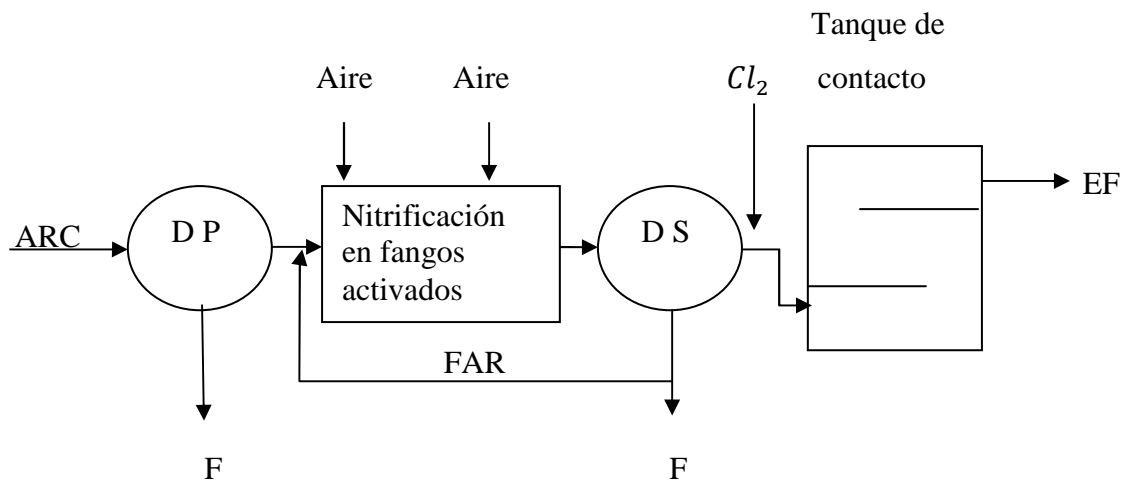 Tanque de
contacto
Aire
Aire
Cl₂
ARC
D P
Nitrificación
en fangos
activados
D S
EF
FAR
F
F